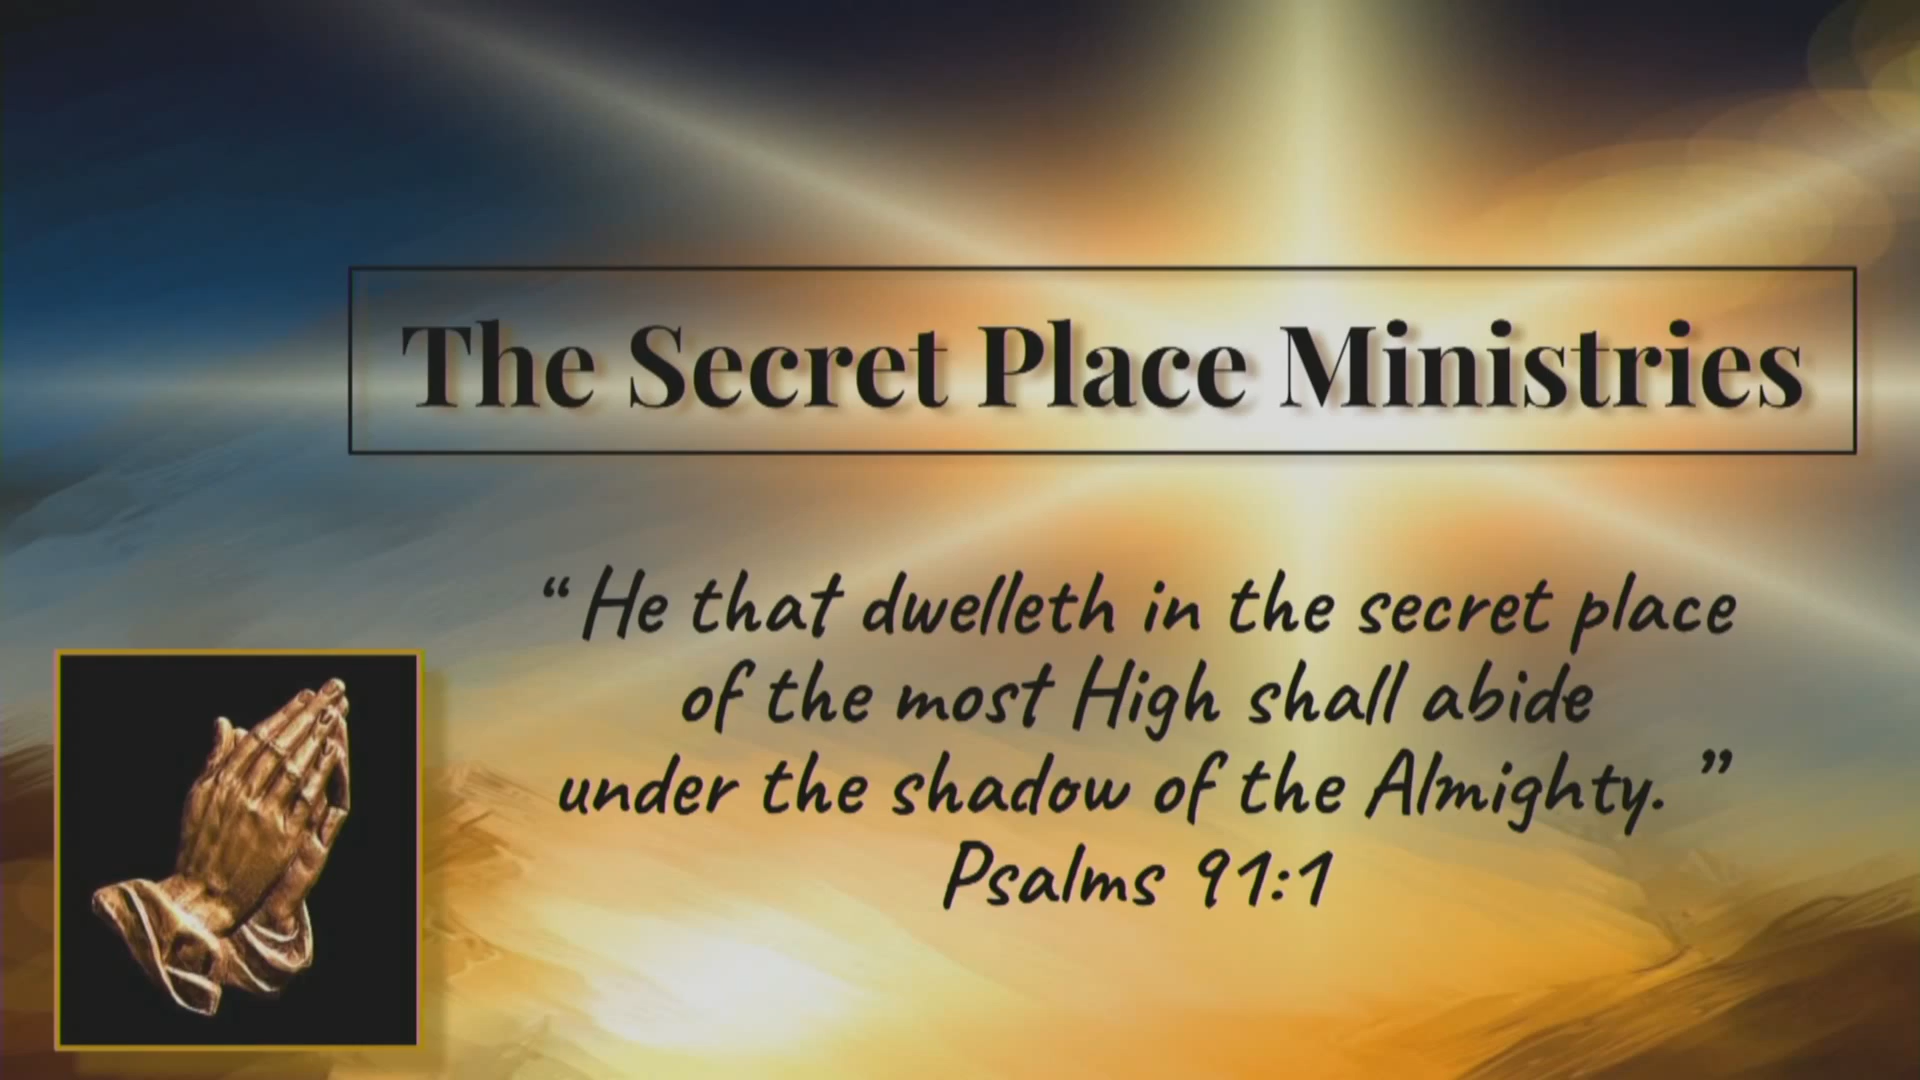 The Secret Place Ministries
“ He that dwelleth in the secret place
of the most High shall abide
under the shadow of the Almighty. ”
Psalms 91:1